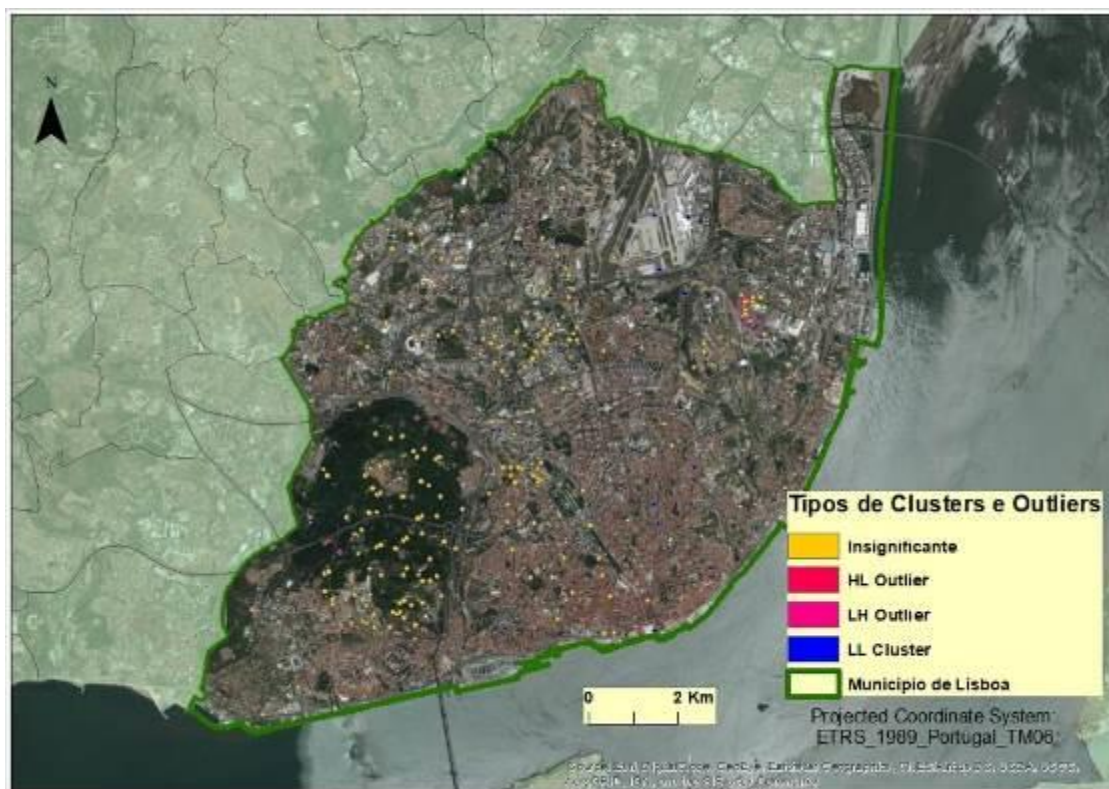 N
Tipos de Clusters e Outliers
Insignificante
HL Outlier
LH Outlier
LL Cluster
Município de Lisboa
0 2 Km
Projected Coordinate System:
ETRS_1989_Portugal_TM06;